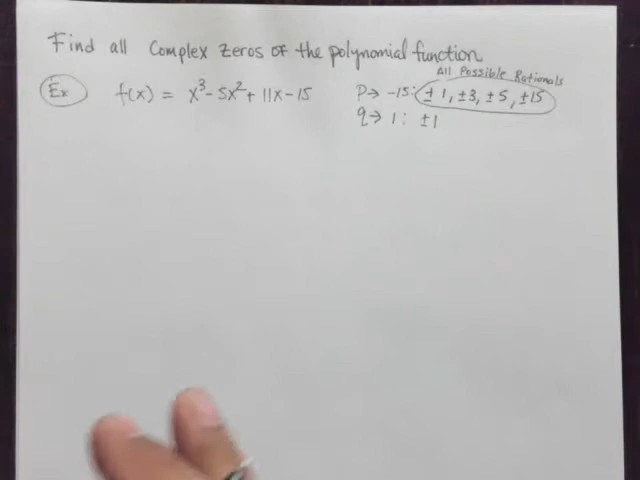 Find all Complex Zeros of the polynomial function
All Possible Rationals
Ex f(x) = x³ - 5x² + 11x - 15 p → -15: ± 1, ± 3, ± 5, ± 15
q → 1: ± 1